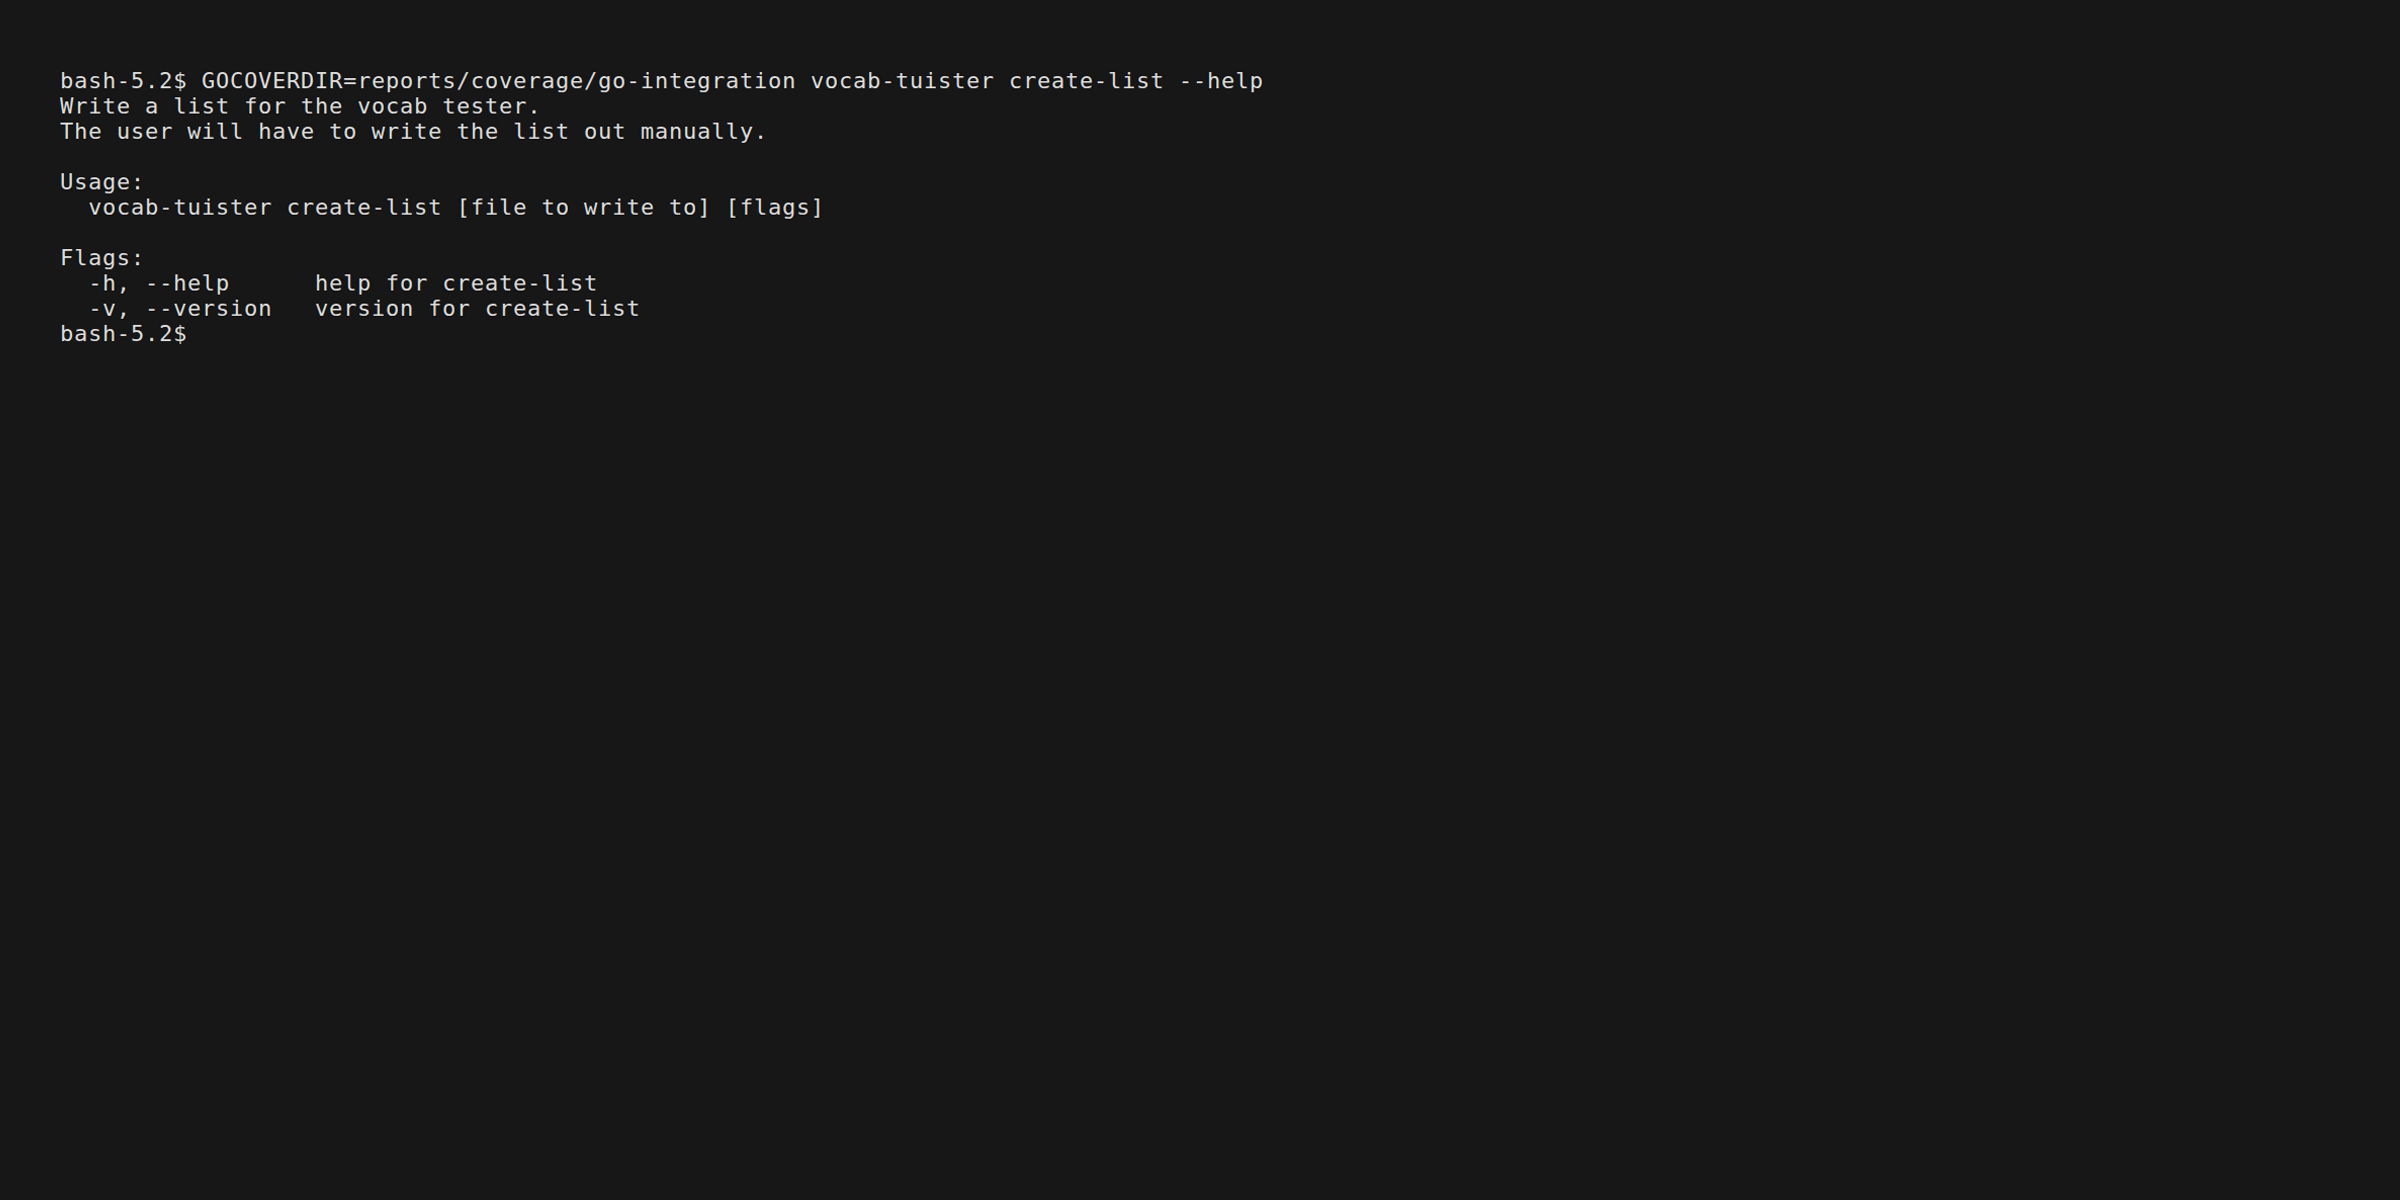 bash-5.2$ GOCOVERDIR=reports/coverage/go-integration vocab-tuister create-list --help
Write a list for the vocab tester.
The user will have to write the list out manually.

Usage:
  vocab-tuister create-list [file to write to] [flags]

Flags:
  -h, --help      help for create-list
  -v, --version   version for create-list
bash-5.2$